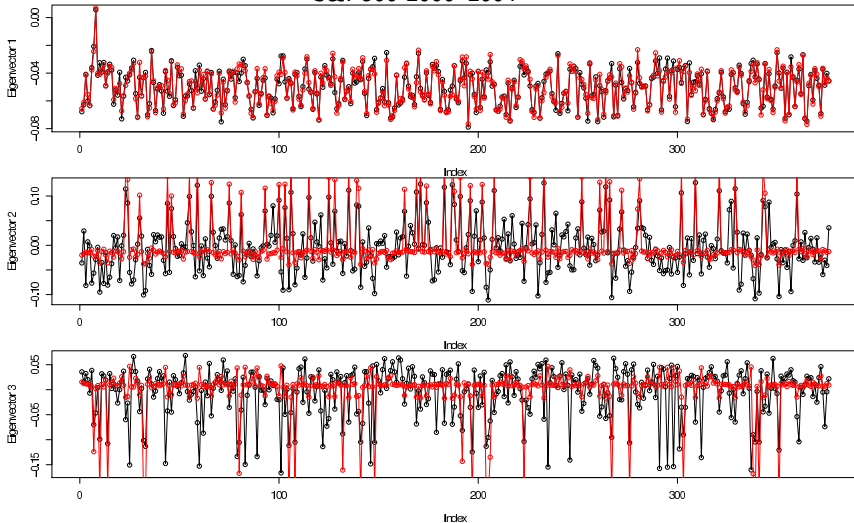 Eigenvector 1
0.00
-0.04
-0.08
0 100 200 300
Index
Eigenvector 2
0.10
0.00
-0.10
0 100 200 300
Index
Eigenvector 3
0.05
-0.05
-0.15
0 100 200 300
Index